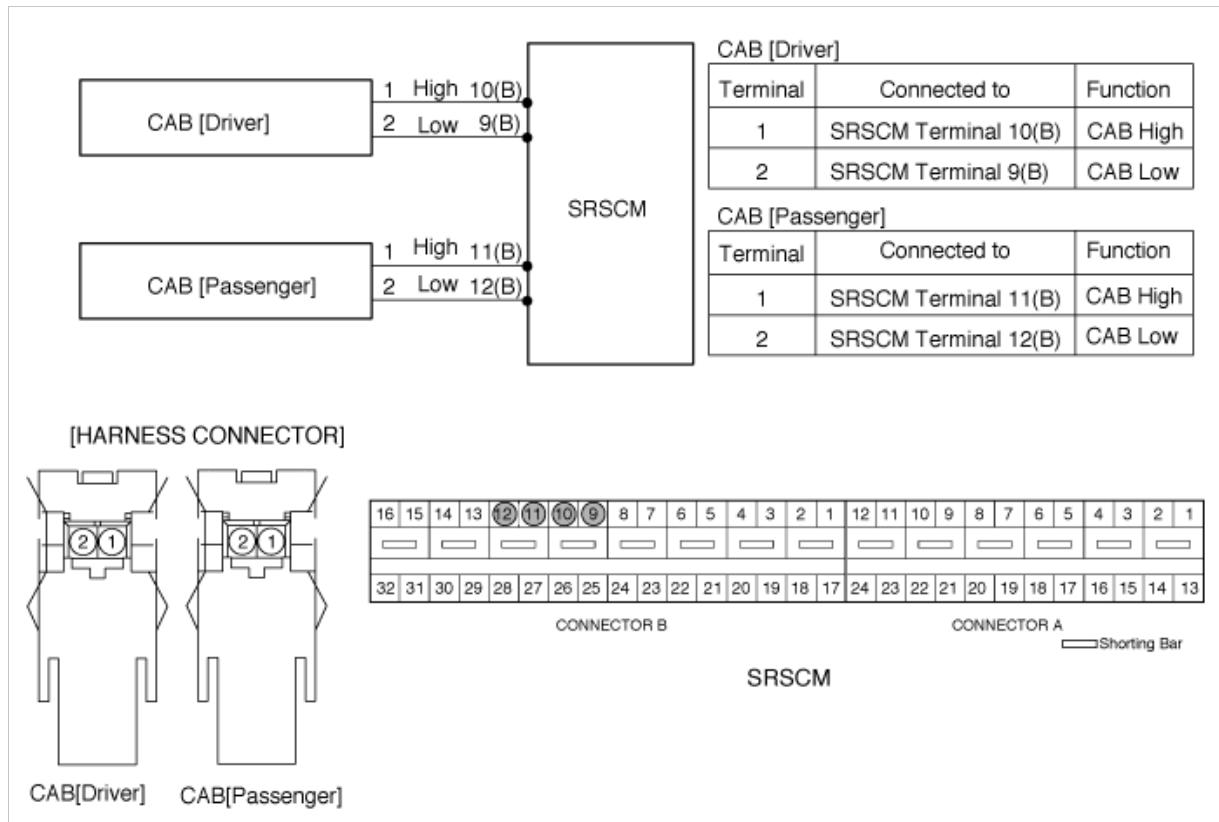 CAB [Driver]
1 High 10(B)
2 Low 9(B)
CAB [Passenger]
1 High 11(B)
2 Low 12(B)
SRSCM
CAB [Driver]
Terminal Connected to Function
1 SRSCM Terminal 10(B) CAB High
2 SRSCM Terminal 9(B) CAB Low
CAB [Passenger]
Terminal Connected to Function
1 SRSCM Terminal 11(B) CAB High
2 SRSCM Terminal 12(B) CAB Low
[HARNESS CONNECTOR]
2 1
2 1
CAB[Driver]
CAB[Passenger]
16 15 14 13 12 11 10 9 8 7 6 5 4 3 2 1 12 11 10 9 8 7 6 5 4 3 2 1
32 31 30 29 28 27 26 25 24 23 22 21 20 19 18 17 24 23 22 21 20 19 18 17 16 15 14 13
CONNECTOR B
CONNECTOR A
Shorting Bar
SRSCM